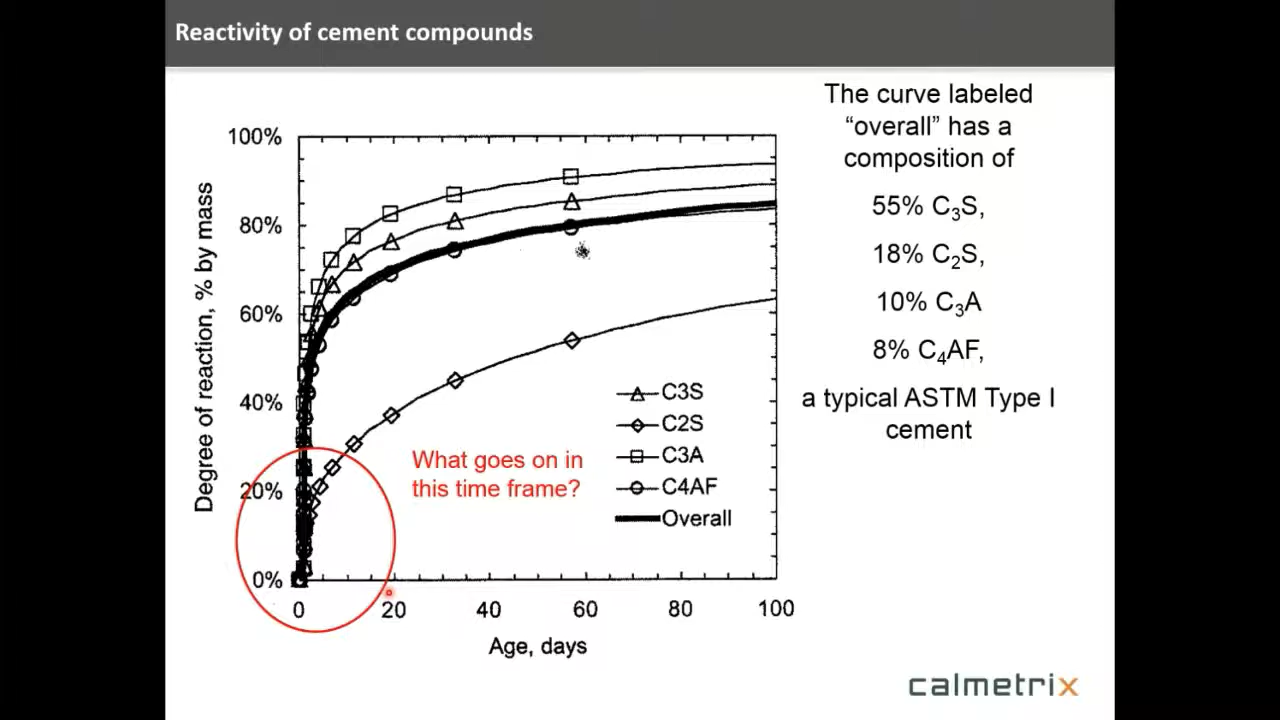 Reactivity of cement compounds
The curve labeled
“overall” has a
composition of
55% C₃S,
18% C₂S,
10% C₃A
8% C₄AF,
a typical ASTM Type I
cement
Degree of reaction, % by mass
100%
80%
60%
40%
20%
0%
0
20
40
60
80
100
Age, days
What goes on in
this time frame?
C3S
C2S
C3A
C4AF
Overall
calmetrix